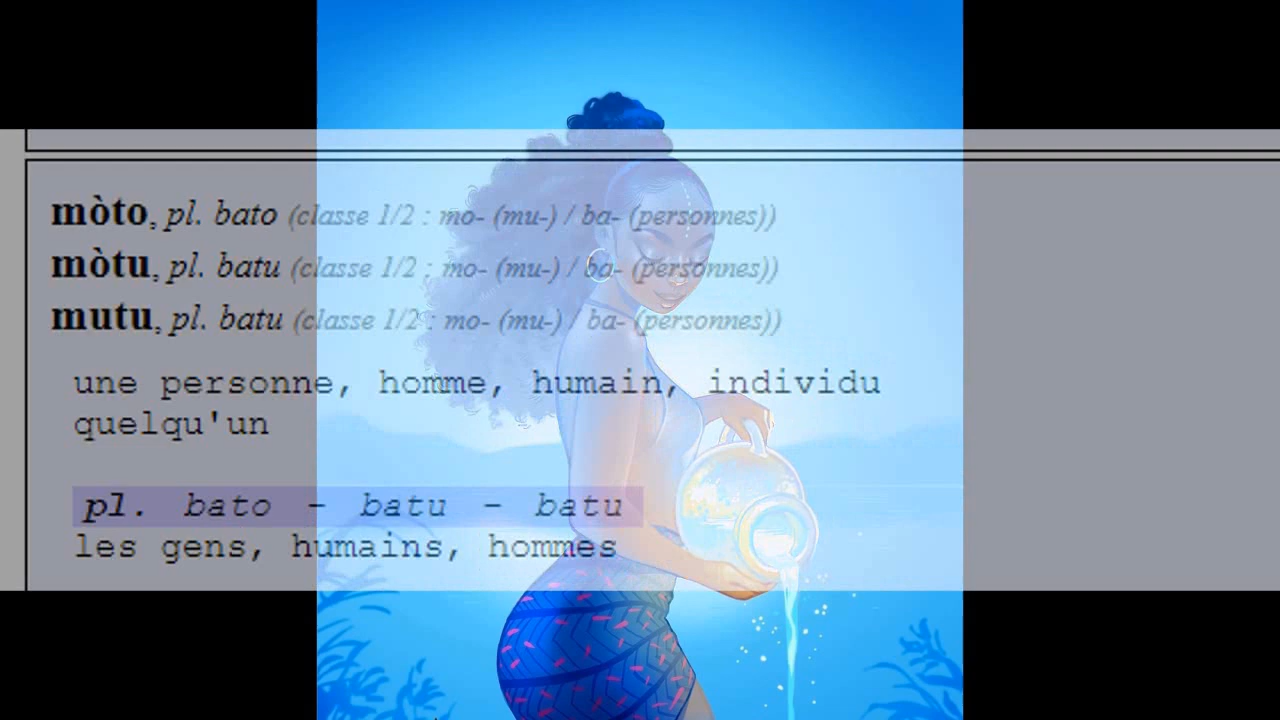 mòto, pl. bato (classe 1/2 : mo- (mu-) / ba- (personnes))
mòtu, pl. batu (classe 1/2 : mo- (mu-) / ba- (personnes))
mutu, pl. batu (classe 1/2 : mo- (mu-) / ba- (personnes))
une personne, homme, humain, individu
quelqu'un
pl. bato - batu - batu
les gens, humains, hommes